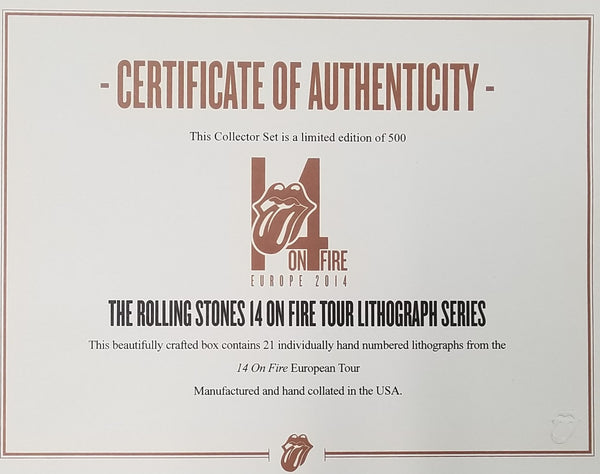 - CERTIFICATE OF AUTHENTICITY -
This Collector Set is a limited edition of 500
14
ON FIRE
EUROPE 2014
THE ROLLING STONES 14 ON FIRE TOUR LITHOGRAPH SERIES
This beautifully crafted box contains 21 individually hand numbered lithographs from the
14 On Fire European Tour
Manufactured and hand collated in the USA.